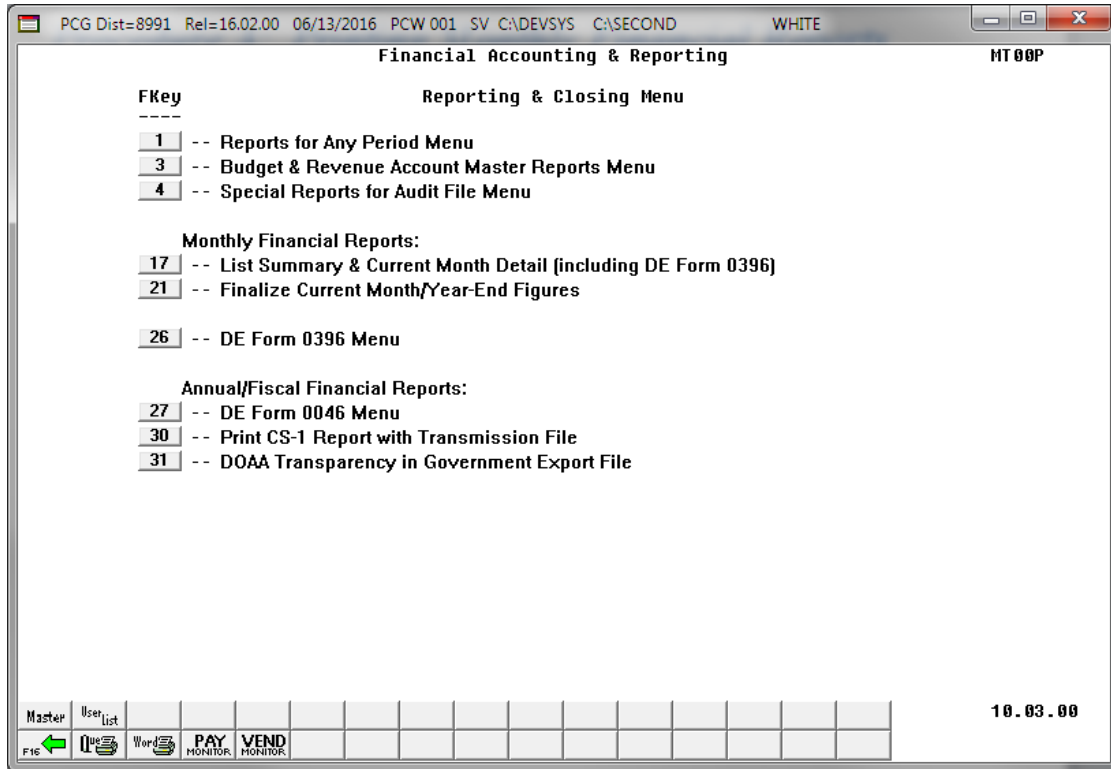 PCG Dist=8991 Rel=16.02.00 06/13/2016 PCW 001 SV C:\DEVSYS C:\SECOND WHITE
Financial Accounting & Reporting MT00P
FKey Reporting & Closing Menu
----
1 -- Reports for Any Period Menu
3 -- Budget & Revenue Account Master Reports Menu
4 -- Special Reports for Audit File Menu
Monthly Financial Reports:
17 -- List Summary & Current Month Detail (including DE Form 0396)
21 -- Finalize Current Month/Year-End Figures
26 -- DE Form 0396 Menu
Annual/Fiscal Financial Reports:
27 -- DE Form 0046 Menu
30 -- Print CS-1 Report with Transmission File
31 -- DOAA Transparency in Government Export File
Master User List 10.03.00
F16 Que Word PAY MONITOR VEND MONITOR